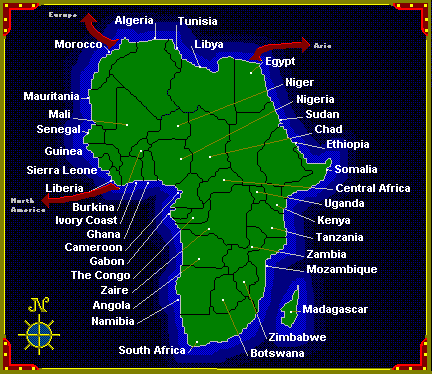 Europe
Algeria
Tunisia
Morocco
Libya
Asia
Egypt
Niger
Mauritania
Nigeria
Mali
Sudan
Senegal
Chad
Ethiopia
Guinea
Somalia
Sierra Leone
Central Africa
Liberia
North
America
Uganda
Burkina
Ivory Coast
Kenya
Ghana
Tanzania
Cameroon
Zambia
Gabon
Mozambique
The Congo
Zaire
Angola
Madagascar
Namibia
N
Zimbabwe
South Africa
Botswana